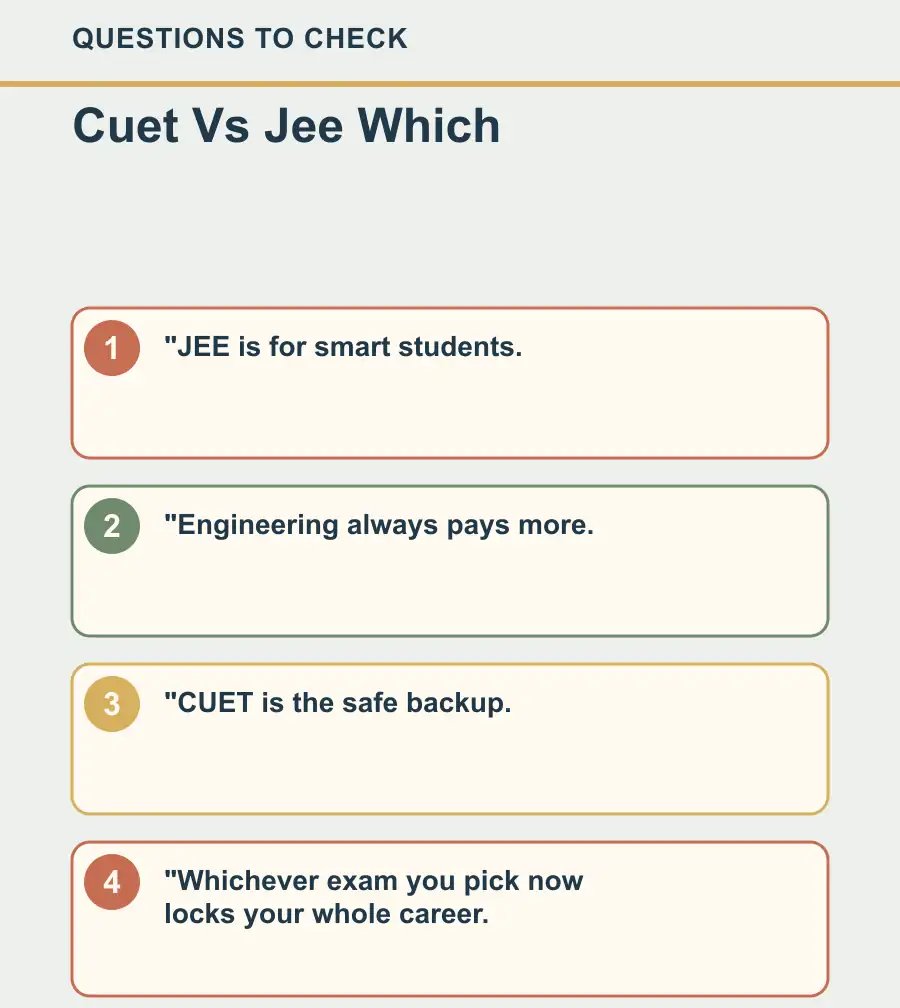 QUESTIONS TO CHECK
Cuet Vs Jee Which
1
"JEE is for smart students.
2
"Engineering always pays more.
3
"CUET is the safe backup.
4
"Whichever exam you pick now
locks your whole career.